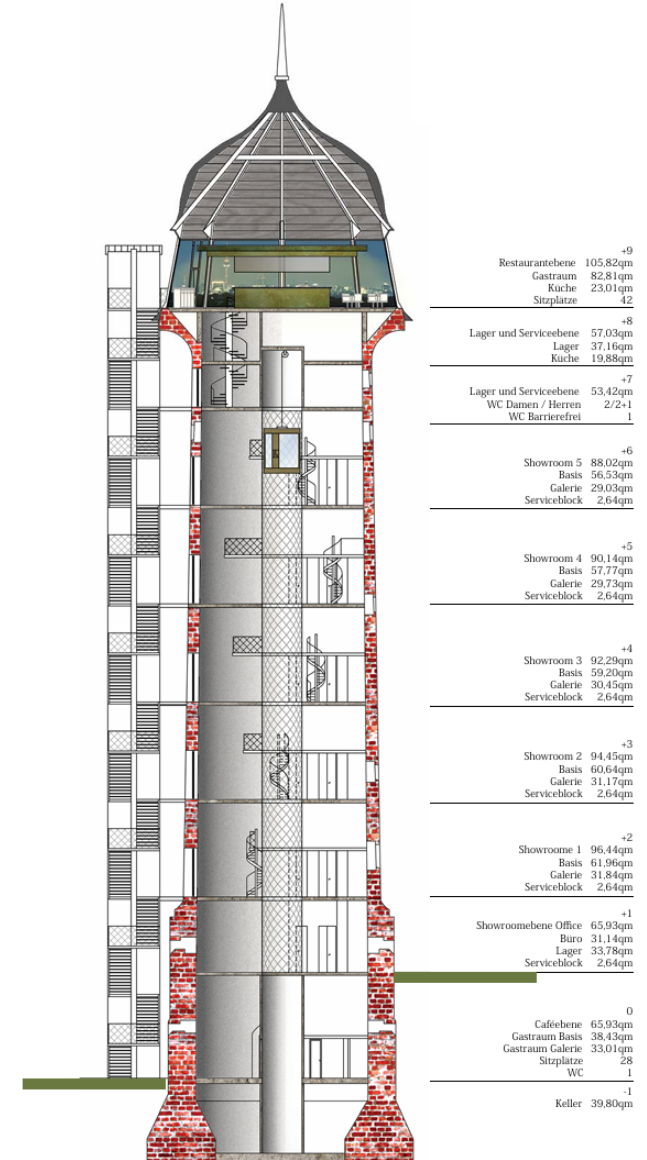 +9
Restaurantebene 105,82qm
Gastraum 82,81qm
Küche 23,01qm
Sitzplätze 42
+8
Lager und Serviceebene 57,03qm
Lager 37,16qm
Küche 19,88qm
+7
Lager und Serviceebene 53,42qm
WC Damen / Herren 2/2+1
WC Barrierefrei 1
+6
Showroom 5 88,02qm
Basis 56,53qm
Galerie 29,03qm
Serviceblock 2,64qm
+5
Showroom 4 90,14qm
Basis 57,77qm
Galerie 29,73qm
Serviceblock 2,64qm
+4
Showroom 3 92,29qm
Basis 59,20qm
Galerie 30,45qm
Serviceblock 2,64qm
+3
Showroom 2 94,45qm
Basis 60,64qm
Galerie 31,17qm
Serviceblock 2,64qm
+2
Showroome 1 96,44qm
Basis 61,96qm
Galerie 31,84qm
Serviceblock 2,64qm
+1
Showroomebene Office 65,93qm
Büro 31,14qm
Lager 33,78qm
Serviceblock 2,64qm
0
Caféebene 65,93qm
Gastraum Basis 38,43qm
Gastraum Galerie 33,01qm
Sitzplätze 28
WC 1
-1
Keller 39,80qm